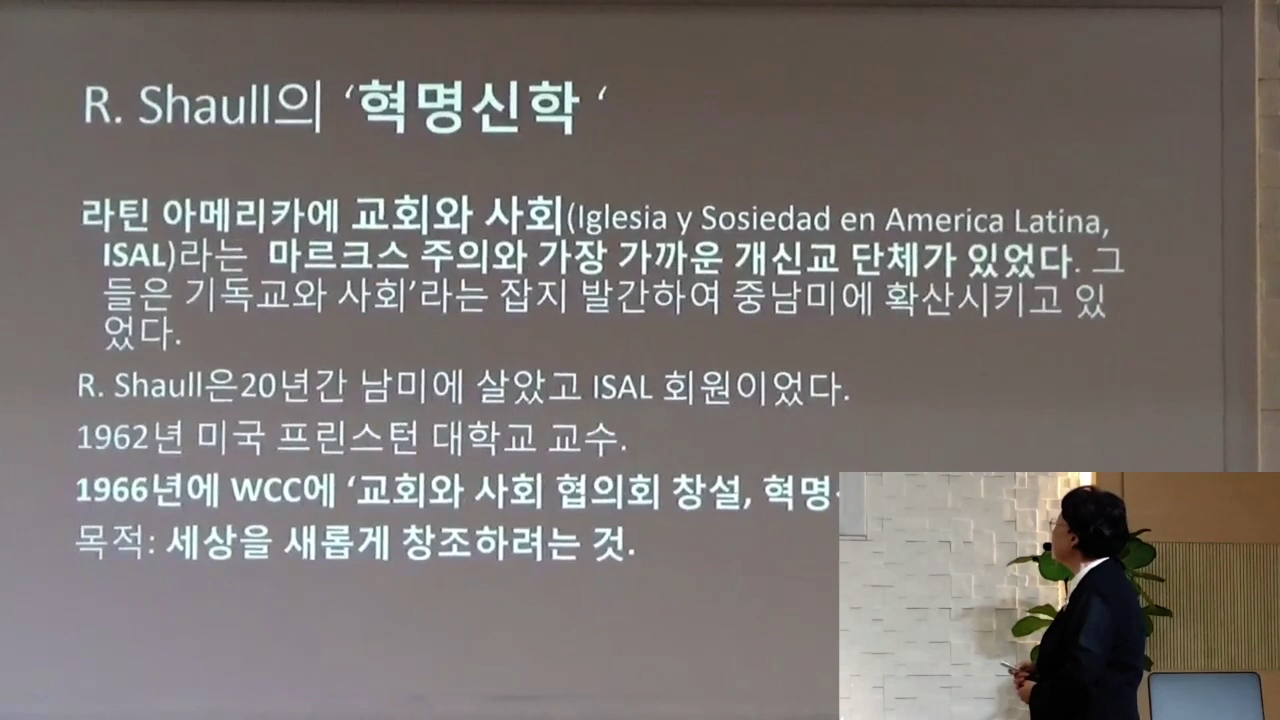 R. Shaull의 ‘혁명신학 ‘
라틴 아메리카에 교회와 사회(Iglesia y Sosiedad en America Latina,
ISAL)라는 마르크스 주의와 가장 가까운 개신교 단체가 있었다. 그
들은 기독교와 사회’라는 잡지 발간하여 중남미에 확산시키고 있
었다.
R. Shaull은20년간 남미에 살았고 ISAL 회원이었다.
1962년 미국 프린스턴 대학교 교수.
1966년에 WCC에 ‘교회와 사회 협의회 창설, 혁명
목적: 세상을 새롭게 창조하려는 것.